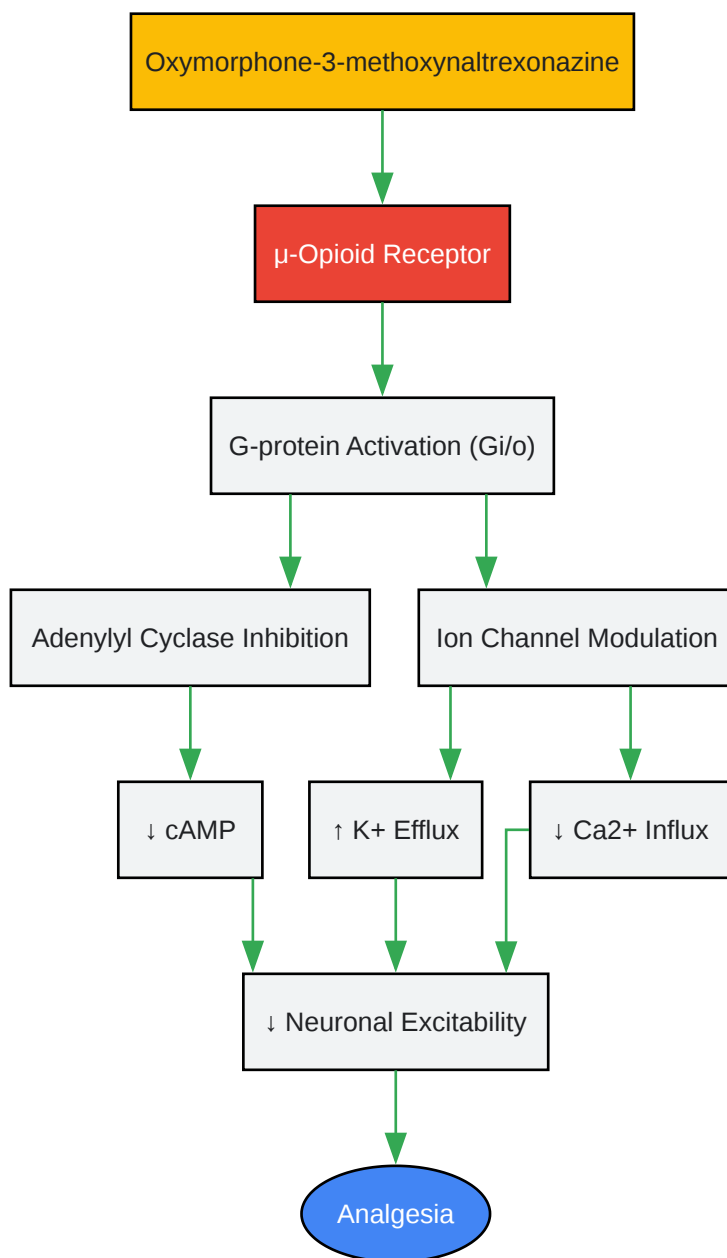 Oxymorphone-3-methoxynaltrexonazine
μ-Opioid Receptor
G-protein Activation (Gi/o)
Adenylyl Cyclase Inhibition
Ion Channel Modulation
↓ cAMP
↑ K+ Efflux
↓ Ca2+ Influx
↓ Neuronal Excitability
Analgesia